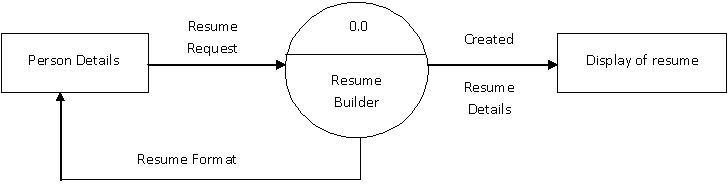 Person Details
Resume
Request
0.0
Resume
Builder
Created
Resume
Details
Display of resume
Resume Format